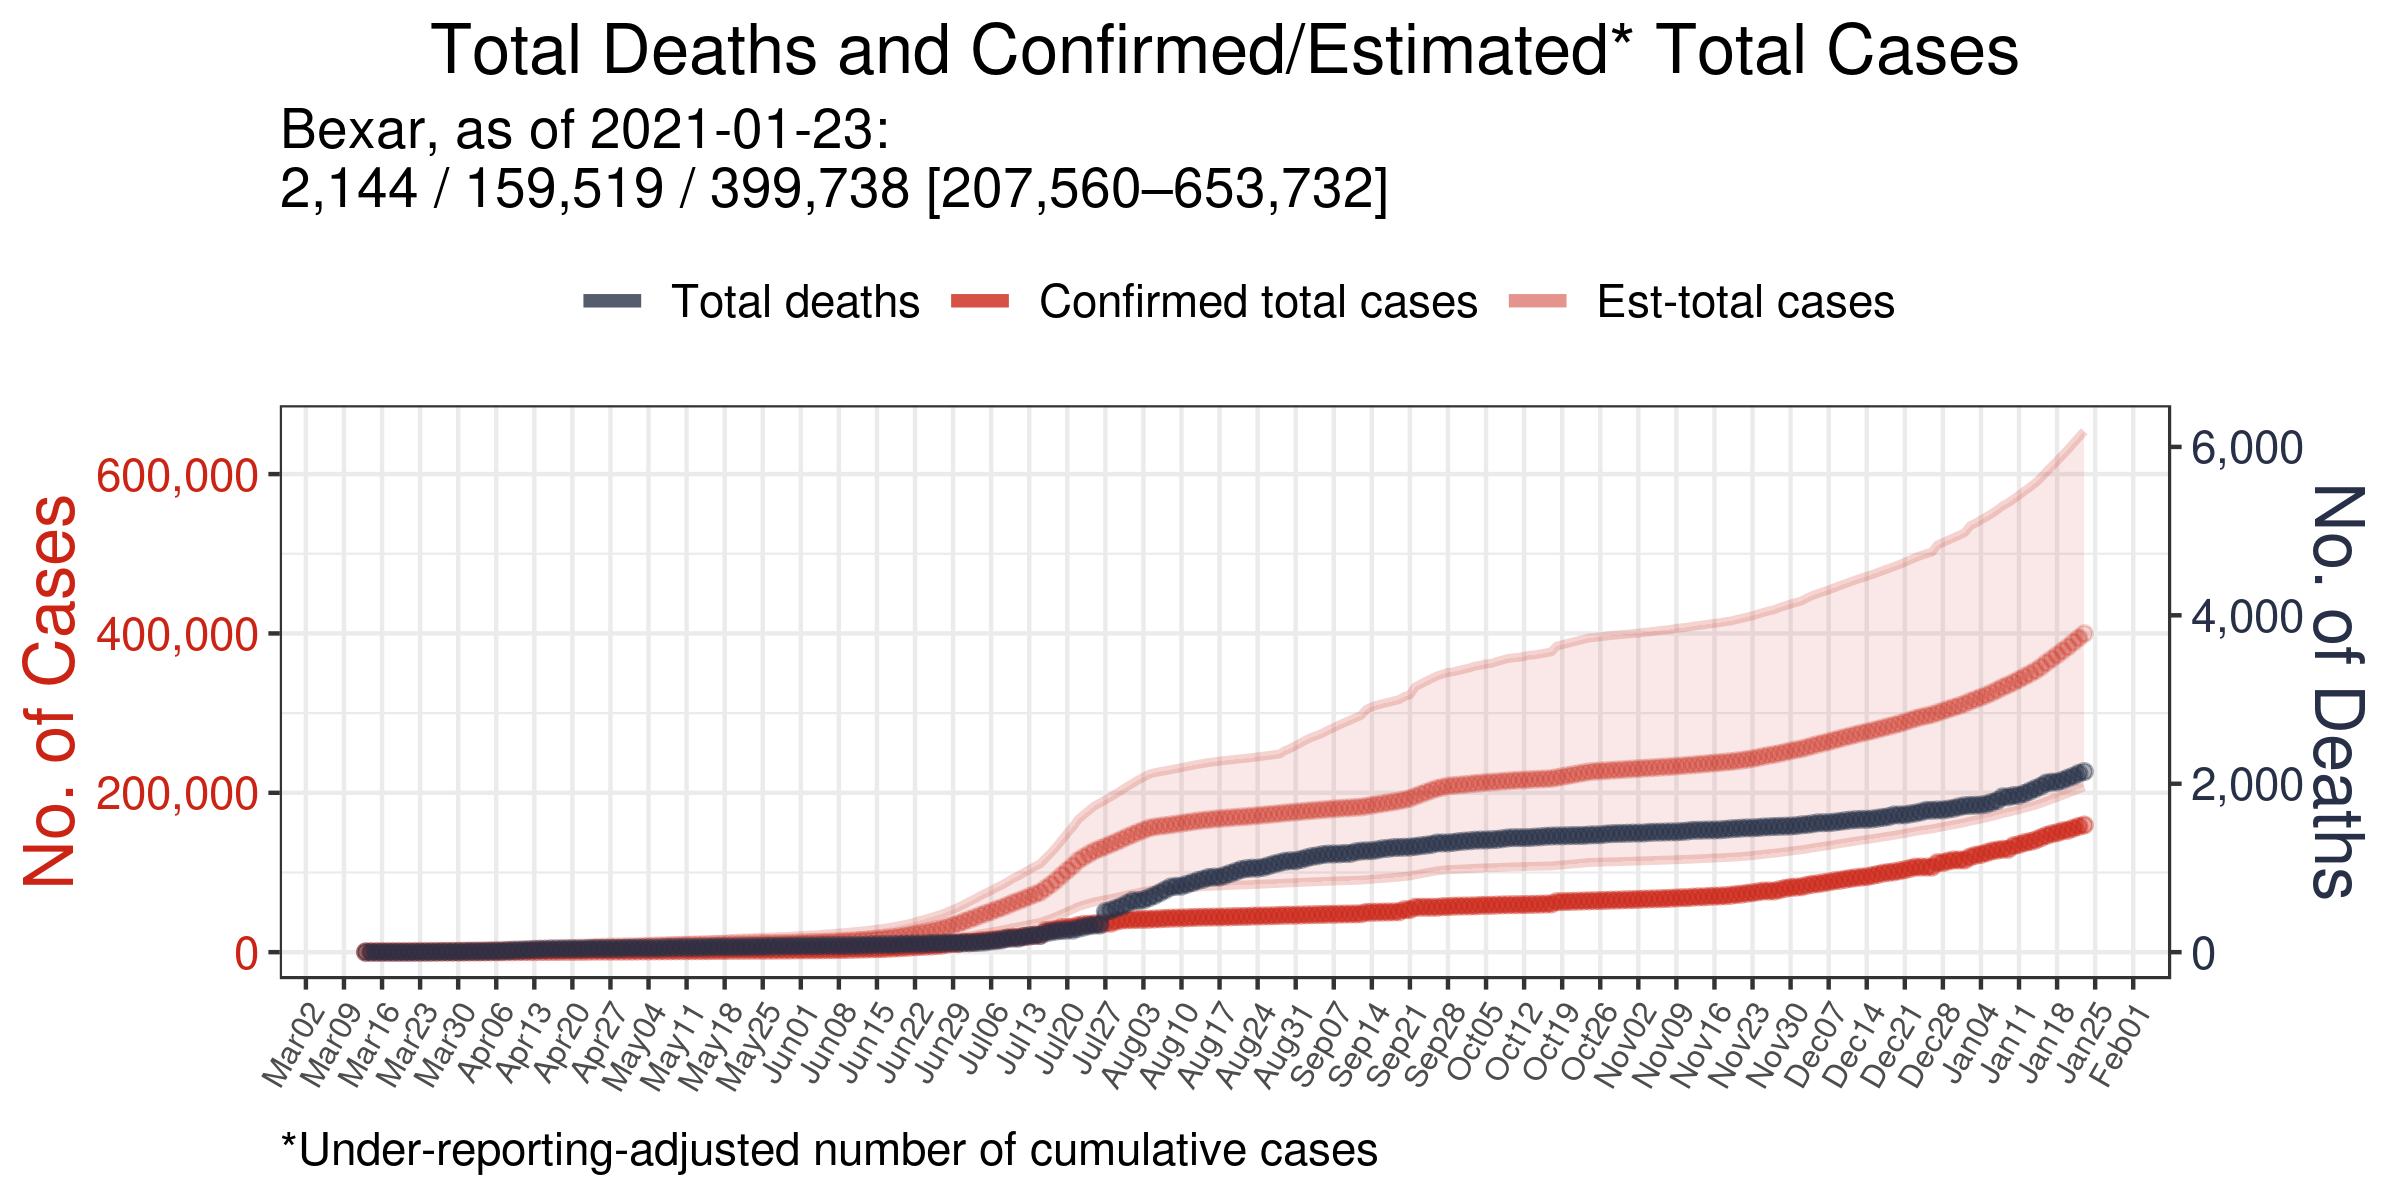 Total Deaths and Confirmed/Estimated* Total Cases
Bexar, as of 2021-01-23:
2,144 / 159,519 / 399,738 [207,560–653,732]
Total deaths
Confirmed total cases
Est-total cases
No. of Cases
600,000
400,000
200,000
0
6,000
4,000
2,000
0
No. of Deaths
Mar02
Mar09
Mar16
Mar23
Mar30
Apr06
Apr13
Apr20
Apr27
May04
May11
May18
May25
Jun01
Jun08
Jun15
Jun22
Jun29
Jul06
Jul13
Jul20
Jul27
Aug03
Aug10
Aug17
Aug24
Aug31
Sep07
Sep14
Sep21
Sep28
Oct05
Oct12
Oct19
Oct26
Nov02
Nov09
Nov16
Nov23
Nov30
Dec07
Dec14
Dec21
Dec28
Jan04
Jan11
Jan18
Jan25
Feb01
*Under-reporting-adjusted number of cumulative cases